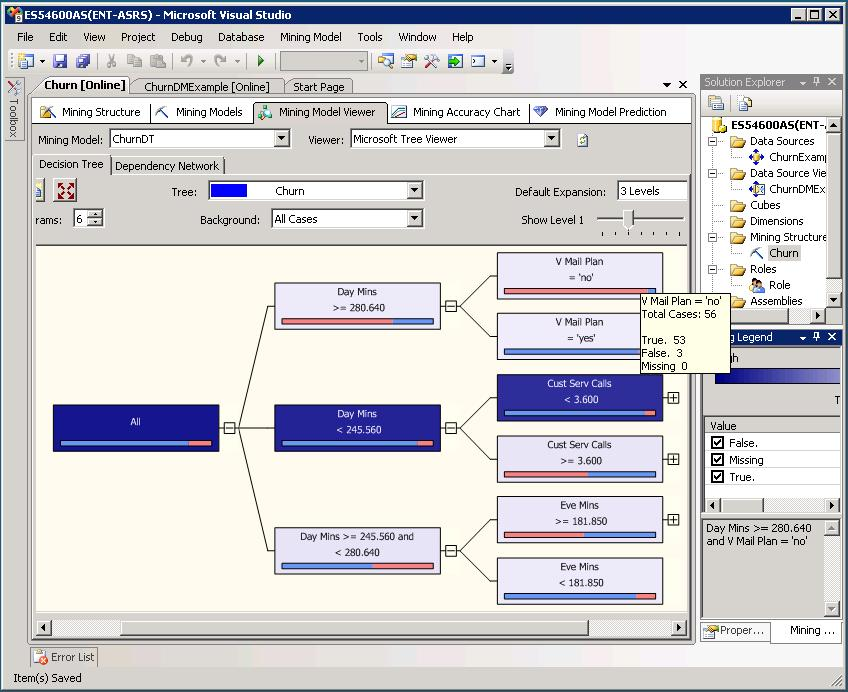 ES54600AS(ENT-ASRS) - Microsoft Visual Studio
File Edit View Project Debug Database Mining Model Tools Window Help
Toolbox
Churn [Online] ChurnDMExample [Online] Start Page
Mining Structure Mining Models Mining Model Viewer Mining Accuracy Chart Mining Model Prediction
Mining Model: ChurnDT Viewer: Microsoft Tree Viewer
Decision Tree Dependency Network
Tree: Churn Default Expansion: 3 Levels
rams: 6 Background: All Cases Show Level 1
All
Day Mins
>= 280.640
Day Mins
< 245.560
Day Mins >= 245.560 and
< 280.640
V Mail Plan
= 'no'
V Mail Plan
= 'yes'
Cust Serv Calls
< 3.600
Cust Serv Calls
>= 3.600
Eve Mins
>= 181.850
Eve Mins
< 181.850
V Mail Plan = 'no'
Total Cases: 56
True. 53
False. 3
Missing 0
Solution Explorer
ES54600AS(ENT-
Data Sources
ChurnExamp
Data Source Vie
ChurnDMEx
Cubes
Dimensions
Mining Structure
Churn
Roles
Role
Assemblies
g Legend
gh
T
Value
False.
Missing
True.
Day Mins >= 280.640
and V Mail Plan = 'no'
Proper... Mining ...
Error List
Item(s) Saved